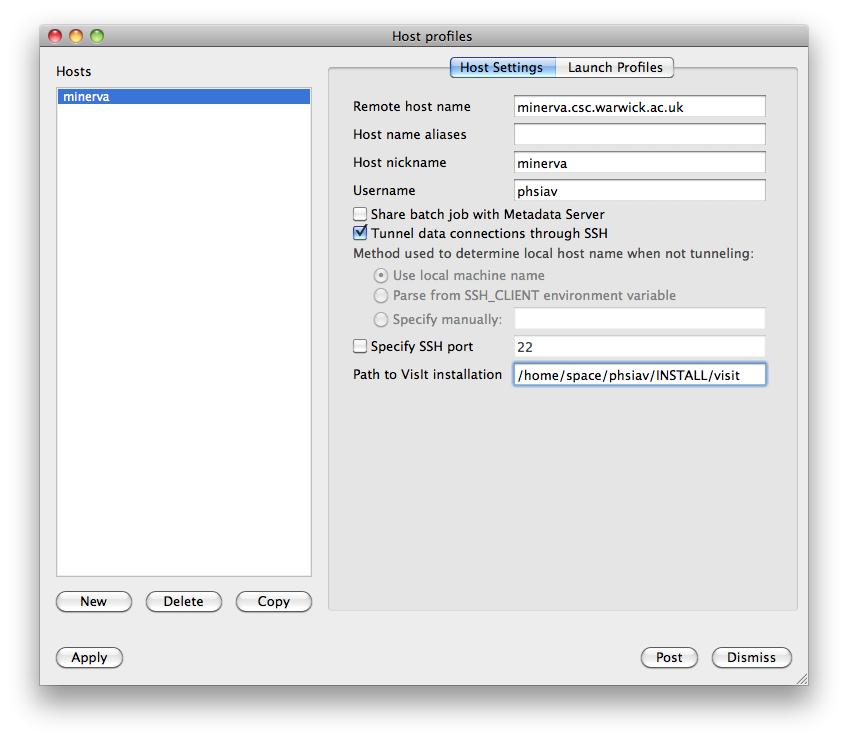 Host profiles
Hosts
minerva
Host Settings Launch Profiles
Remote host name minerva.csc.warwick.ac.uk
Host name aliases
Host nickname minerva
Username phsiav
Share batch job with Metadata Server
Tunnel data connections through SSH
Method used to determine local host name when not tunneling:
Use local machine name
Parse from SSH_CLIENT environment variable
Specify manually:
Specify SSH port 22
Path to VisIt installation /home/space/phsiav/INSTALL/visit
New Delete Copy
Apply Post Dismiss